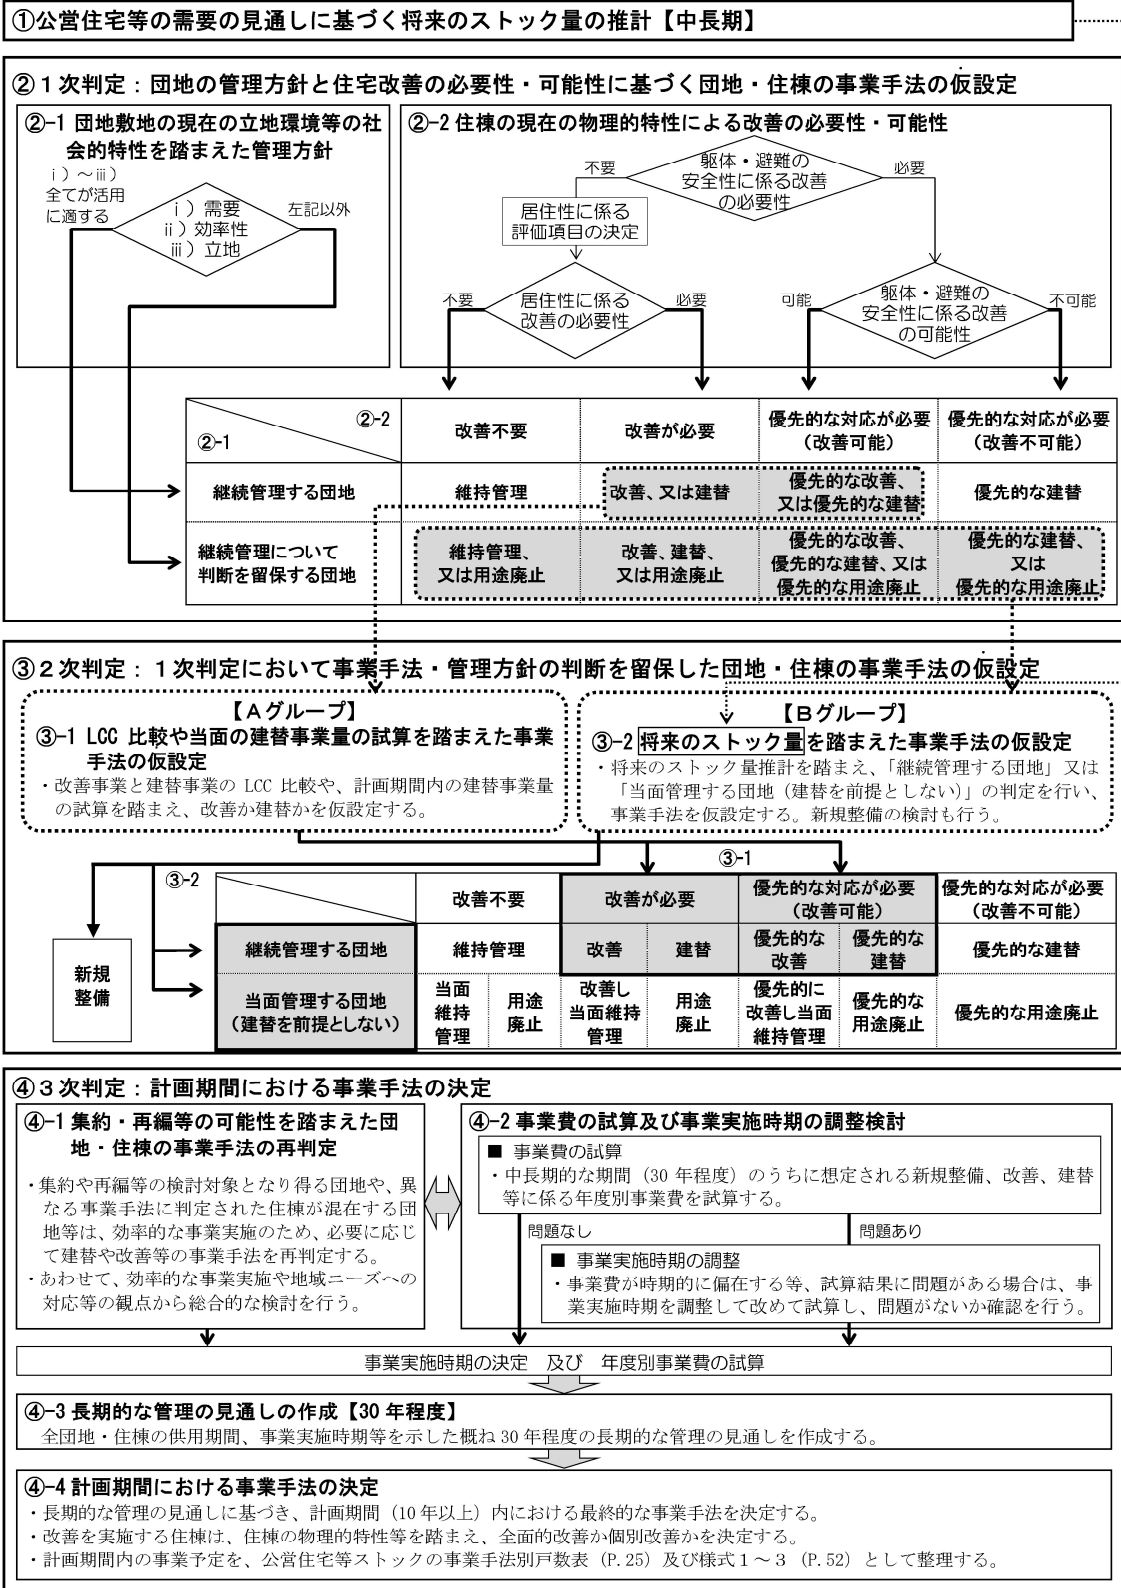 ①公営住宅等の需要の見通しに基づく将来のストック量の推計【中長期】
②１次判定：団地の管理方針と住宅改善の必要性・可能性に基づく団地・住棟の事業手法の仮設定
②-1 団地敷地の現在の立地環境等の社
会的特性を踏まえた管理方針
ⅰ）～ⅲ）
全てが活用
に適する
ⅰ）需要
ⅱ）効率性
ⅲ）立地
左記以外
②-2 住棟の現在の物理的特性による改善の必要性・可能性
不要
躯体・避難の
安全性に係る改善
の必要性
必要
居住性に係る
評価項目の決定
不要
居住性に係る
改善の必要性
必要
可能
躯体・避難の
安全性に係る改善
の可能性
不可能
②-2
②-1
改善不要
改善が必要
優先的な対応が必要
（改善可能）
優先的な対応が必要
（改善不可能）
継続管理する団地
維持管理
改善、又は建替
優先的な改善、
又は優先的な建替
優先的な建替
継続管理について
判断を留保する団地
維持管理、
又は用途廃止
改善、建替、
又は用途廃止
優先的な改善、
優先的な建替、又は
優先的な用途廃止
優先的な建替、
又は
優先的な用途廃止
③２次判定：１次判定において事業手法・管理方針の判断を留保した団地・住棟の事業手法の仮設定
【Aグループ】
③-1 LCC 比較や当面の建替事業量の試算を踏まえた事業
手法の仮設定
・改善事業と建替事業の LCC 比較や、計画期間内の建替事業量
の試算を踏まえ、改善か建替かを仮設定する。
【Bグループ】
③-2 将来のストック量を踏まえた事業手法の仮設定
・将来のストック量推計を踏まえ、「継続管理する団地」又は
「当面管理する団地（建替を前提としない）」の判定を行い、
事業手法を仮設定する。新規整備の検討も行う。
③-1
③-2
新規
整備
改善不要
改善が必要
優先的な対応が必要
（改善可能）
優先的な対応が必要
（改善不可能）
継続管理する団地
維持管理
改善
建替
優先的な
改善
優先的な
建替
優先的な建替
当面管理する団地
（建替を前提としない）
当面
維持
管理
用途
廃止
改善し
当面維持
管理
用途
廃止
優先的に
改善し当面
維持管理
優先的な
用途廃止
優先的な用途廃止
④３次判定：計画期間における事業手法の決定
④-1 集約・再編等の可能性を踏まえた団
地・住棟の事業手法の再判定
・集約や再編等の検討対象となり得る団地や、異
なる事業手法に判定された住棟が混在する団
地等は、効率的な事業実施のため、必要に応じ
て建替や改善等の事業手法を再判定する。
・あわせて、効率的な事業実施や地域ニーズへの
対応等の観点から総合的な検討を行う。
④-2 事業費の試算及び事業実施時期の調整検討
■ 事業費の試算
・中長期的な期間（30 年程度）のうちに想定される新規整備、改善、建替
等に係る年度別事業費を試算する。
問題なし
問題あり
■ 事業実施時期の調整
・事業費が時期的に偏在する等、試算結果に問題がある場合は、事
業実施時期を調整して改めて試算し、問題がないか確認を行う。
事業実施時期の決定　及び　年度別事業費の試算
④-3 長期的な管理の見通しの作成【30 年程度】
全団地・住棟の供用期間、事業実施時期等を示した概ね 30 年程度の長期的な管理の見通しを作成する。
④-4 計画期間における事業手法の決定
・長期的な管理の見通しに基づき、計画期間（10 年以上）内における最終的な事業手法を決定する。
・改善を実施する住棟は、住棟の物理的特性等を踏まえ、全面的改善か個別改善かを決定する。
・計画期間内の事業予定を、公営住宅等ストックの事業手法別戸数表（P.25）及び様式１～３（P.52）として整理する。